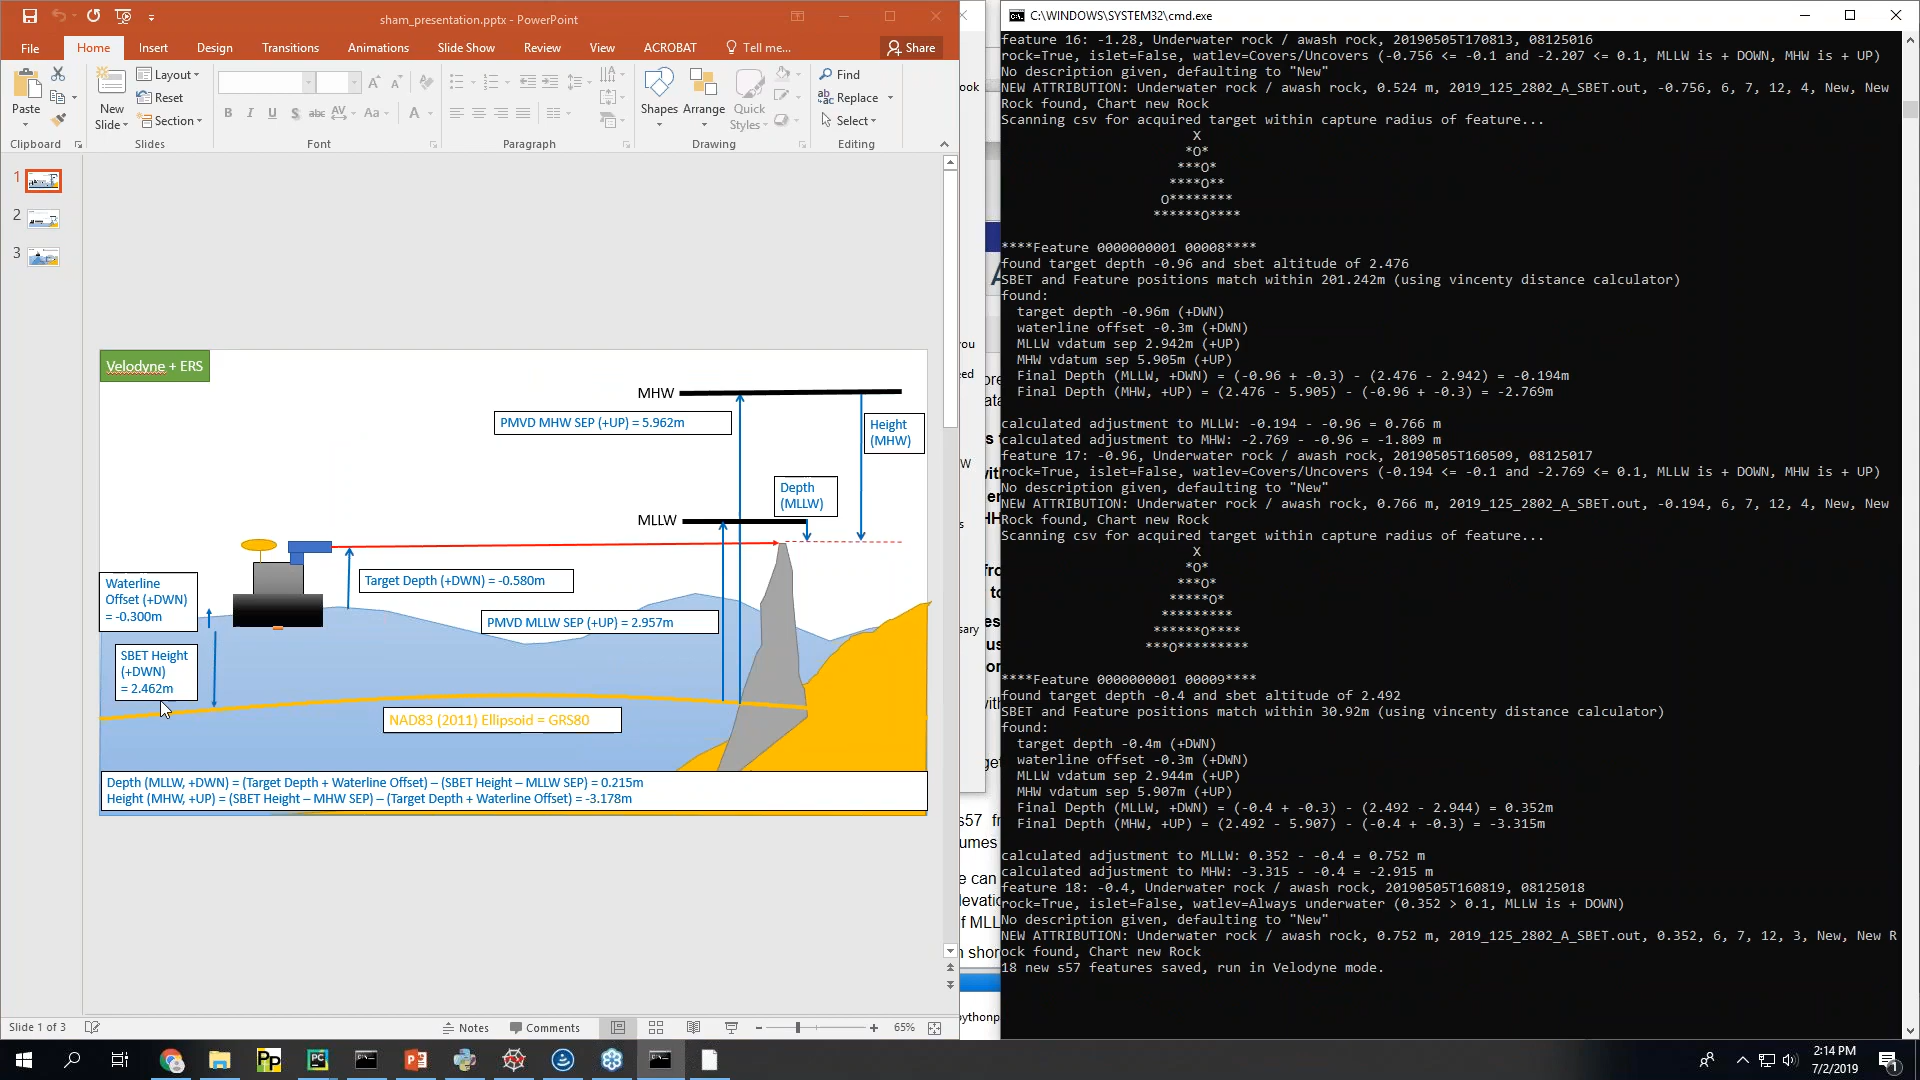 sham_presentation.pptx - PowerPoint
File
Home
Insert
Design
Transitions
Animations
Slide Show
Review
View
ACROBAT
Tell me...
Share
Paste
New
Slide
Layout
Reset
Section
B I U S abc AV Aa A
Shapes
Arrange
Quick
Styles
Find
Replace
Select
Clipboard
Slides
Font
Paragraph
Drawing
Editing
1
2
3
Velodyne + ERS
MHW
PMVD MHW SEP (+UP) = 5.962m
Height
(MHW)
Depth
(MLLW)
MLLW
Waterline
Offset (+DWN)
= -0.300m
Target Depth (+DWN) = -0.580m
PMVD MLLW SEP (+UP) = 2.957m
SBET Height
(+DWN)
= 2.462m
NAD83 (2011) Ellipsoid = GRS80
Depth (MLLW, +DWN) = (Target Depth + Waterline Offset) – (SBET Height – MLLW SEP) = 0.215m
Height (MHW, +UP) = (SBET Height – MHW SEP) – (Target Depth + Waterline Offset) = -3.178m
Slide 1 of 3
Notes
Comments
65%
C:\WINDOWS\SYSTEM32\cmd.exe
feature 16: -1.28, Underwater rock / awash rock, 20190505T170813, 08125016
rock=True, islet=False, watlev=Covers/Uncovers (-0.756 <= -0.1 and -2.207 <= 0.1, MLLW is + DOWN, MHW is + UP)
No description given, defaulting to "New"
NEW ATTRIBUTION: Underwater rock / awash rock, 0.524 m, 2019_125_2802_A_SBET.out, -0.756, 6, 7, 12, 4, New, New
Rock found, Chart new Rock
Scanning csv for acquired target within capture radius of feature...
X
*O*
***O*
****O**
O********
******O****
****Feature 0000000001 00008****
found target depth -0.96 and sbet altitude of 2.476
SBET and Feature positions match within 201.242m (using vincenty distance calculator)
found:
target depth -0.96m (+DWN)
waterline offset -0.3m (+DWN)
MLLW vdatum sep 2.942m (+UP)
MHW vdatum sep 5.905m (+UP)
Final Depth (MLLW, +DWN) = (-0.96 + -0.3) - (2.476 - 2.942) = -0.194m
Final Depth (MHW, +UP) = (2.476 - 5.905) - (-0.96 + -0.3) = -2.769m
calculated adjustment to MLLW: -0.194 - -0.96 = 0.766 m
calculated adjustment to MHW: -2.769 - -0.96 = -1.809 m
feature 17: -0.96, Underwater rock / awash rock, 20190505T160509, 08125017
rock=True, islet=False, watlev=Covers/Uncovers (-0.194 <= -0.1 and -2.769 <= 0.1, MLLW is + DOWN, MHW is + UP)
No description given, defaulting to "New"
NEW ATTRIBUTION: Underwater rock / awash rock, 0.766 m, 2019_125_2802_A_SBET.out, -0.194, 6, 7, 12, 4, New, New
Rock found, Chart new Rock
Scanning csv for acquired target within capture radius of feature...
X
*O*
***O*
*****O*
*********
******O****
***O*********
****Feature 0000000001 00009****
found target depth -0.4 and sbet altitude of 2.492
SBET and Feature positions match within 30.92m (using vincenty distance calculator)
found:
target depth -0.4m (+DWN)
waterline offset -0.3m (+DWN)
MLLW vdatum sep 2.944m (+UP)
MHW vdatum sep 5.907m (+UP)
Final Depth (MLLW, +DWN) = (-0.4 + -0.3) - (2.492 - 2.944) = 0.352m
Final Depth (MHW, +UP) = (2.492 - 5.907) - (-0.4 + -0.3) = -3.315m
calculated adjustment to MLLW: 0.352 - -0.4 = 0.752 m
calculated adjustment to MHW: -3.315 - -0.4 = -2.915 m
feature 18: -0.4, Underwater rock / awash rock, 20190505T160819, 08125018
rock=True, islet=False, watlev=Always underwater (0.352 > 0.1, MLLW is + DOWN)
No description given, defaulting to "New"
NEW ATTRIBUTION: Underwater rock / awash rock, 0.752 m, 2019_125_2802_A_SBET.out, 0.352, 6, 7, 12, 3, New, New R
ock found, Chart new Rock
18 new s57 features saved, run in Velodyne mode.
2:14 PM
7/2/2019